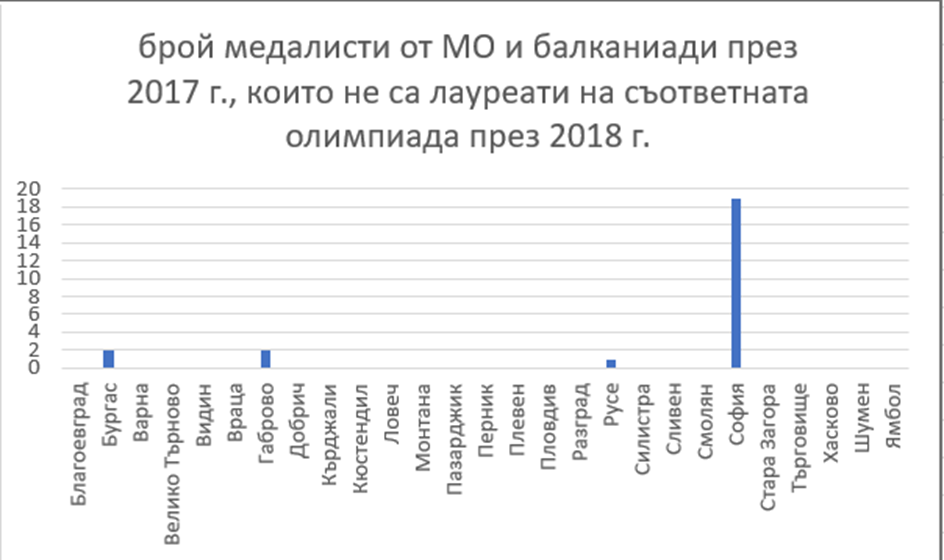 брой медалисти от МО и балканиади през
2017 г., които не са лауреати на съответната
олимпиада през 2018 г.
20
18
16
14
12
10
8
6
4
2
0
Благоевград
Бургас
Варна
Велико Търново
Видин
Враца
Габрово
Добрич
Кърджали
Кюстендил
Ловеч
Монтана
Пазарджик
Перник
Плевен
Пловдив
Разград
Русе
Силистра
Сливен
Смолян
София
Стара Загора
Търговище
Хасково
Шумен
Ямбол